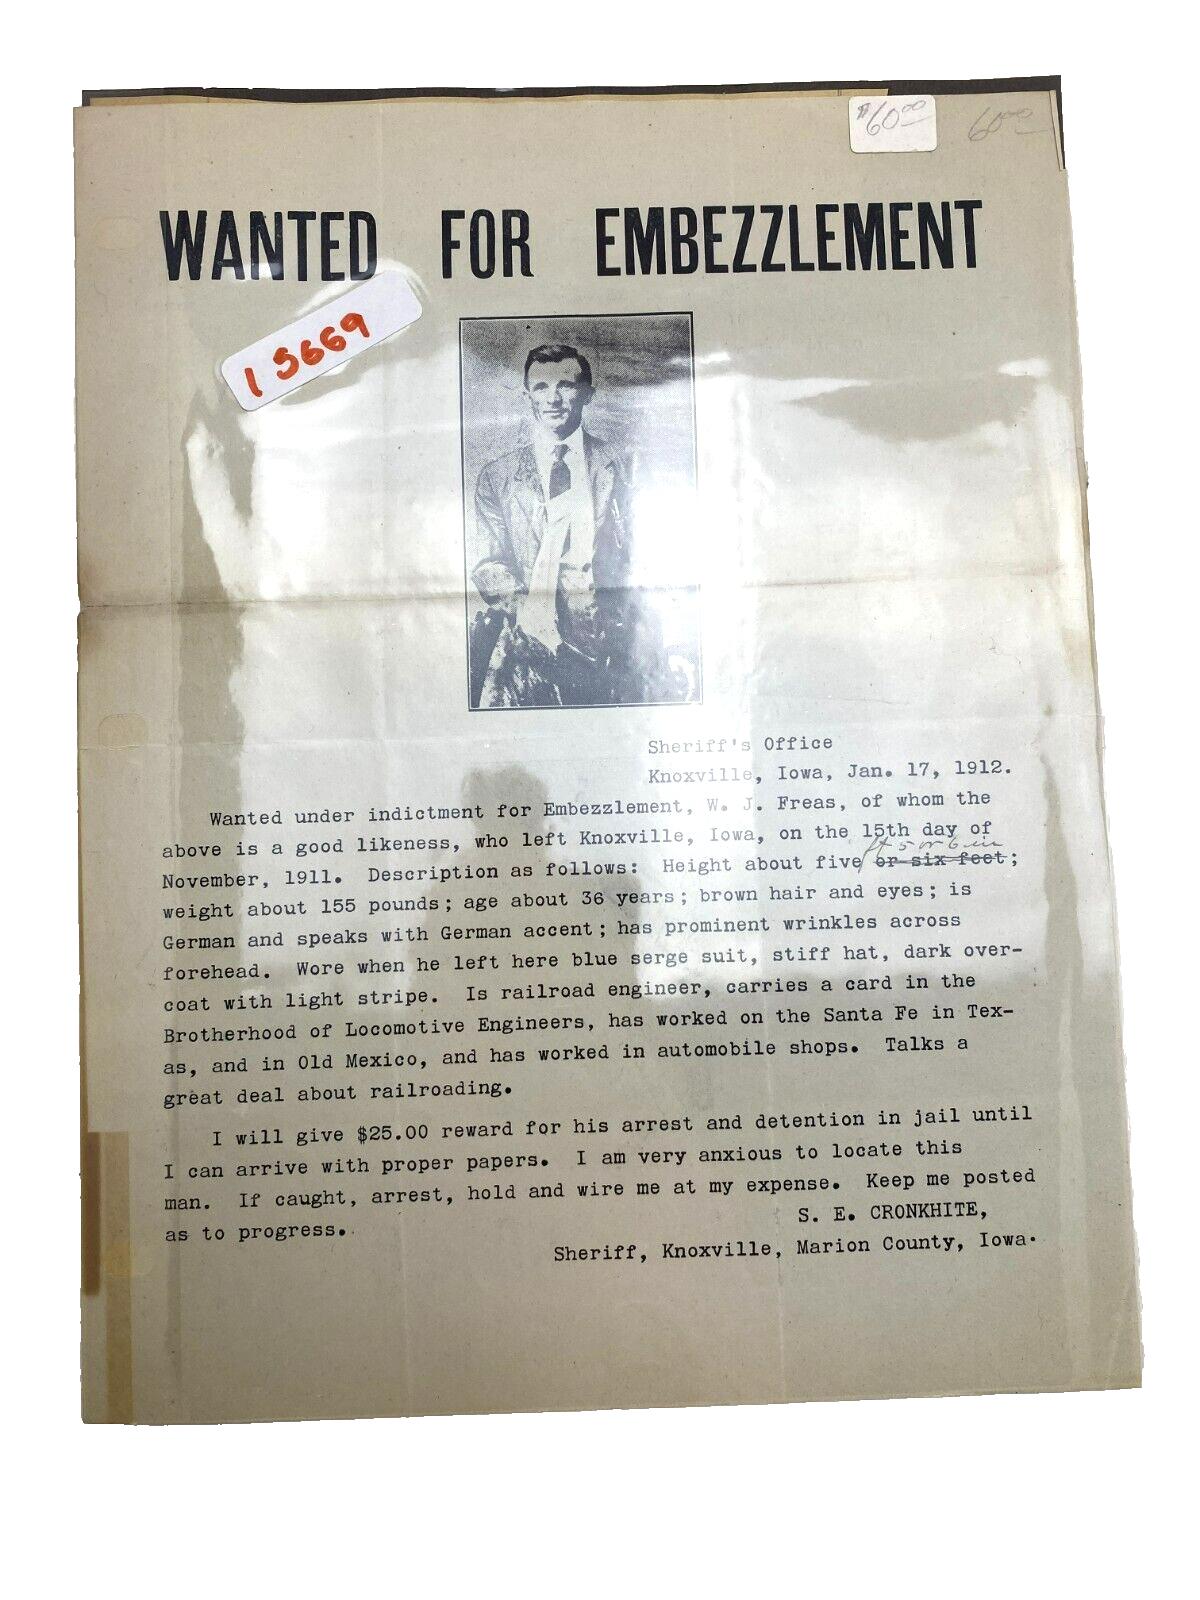 $60.00
60.00
WANTED FOR EMBEZZLEMENT
15669
Sheriff's Office
Knoxville, Iowa, Jan. 17, 1912.
Wanted under indictment for Embezzlement, W. J. Freas, of whom the
above is a good likeness, who left Knoxville, Iowa, on the 15th day of
ft 5 or 6 in
November, 1911. Description as follows: Height about five or six feet;
weight about 155 pounds; age about 36 years; brown hair and eyes; is
German and speaks with German accent; has prominent wrinkles across
forehead. Wore when he left here blue serge suit, stiff hat, dark over-
coat with light stripe. Is railroad engineer, carries a card in the
Brotherhood of Locomotive Engineers, has worked on the Santa Fe in Tex-
as, and in Old Mexico, and has worked in automobile shops. Talks a
great deal about railroading.
I will give $25.00 reward for his arrest and detention in jail until
I can arrive with proper papers. I am very anxious to locate this
man. If caught, arrest, hold and wire me at my expense. Keep me posted
as to progress.
S. E. CRONKHITE,
Sheriff, Knoxville, Marion County, Iowa.